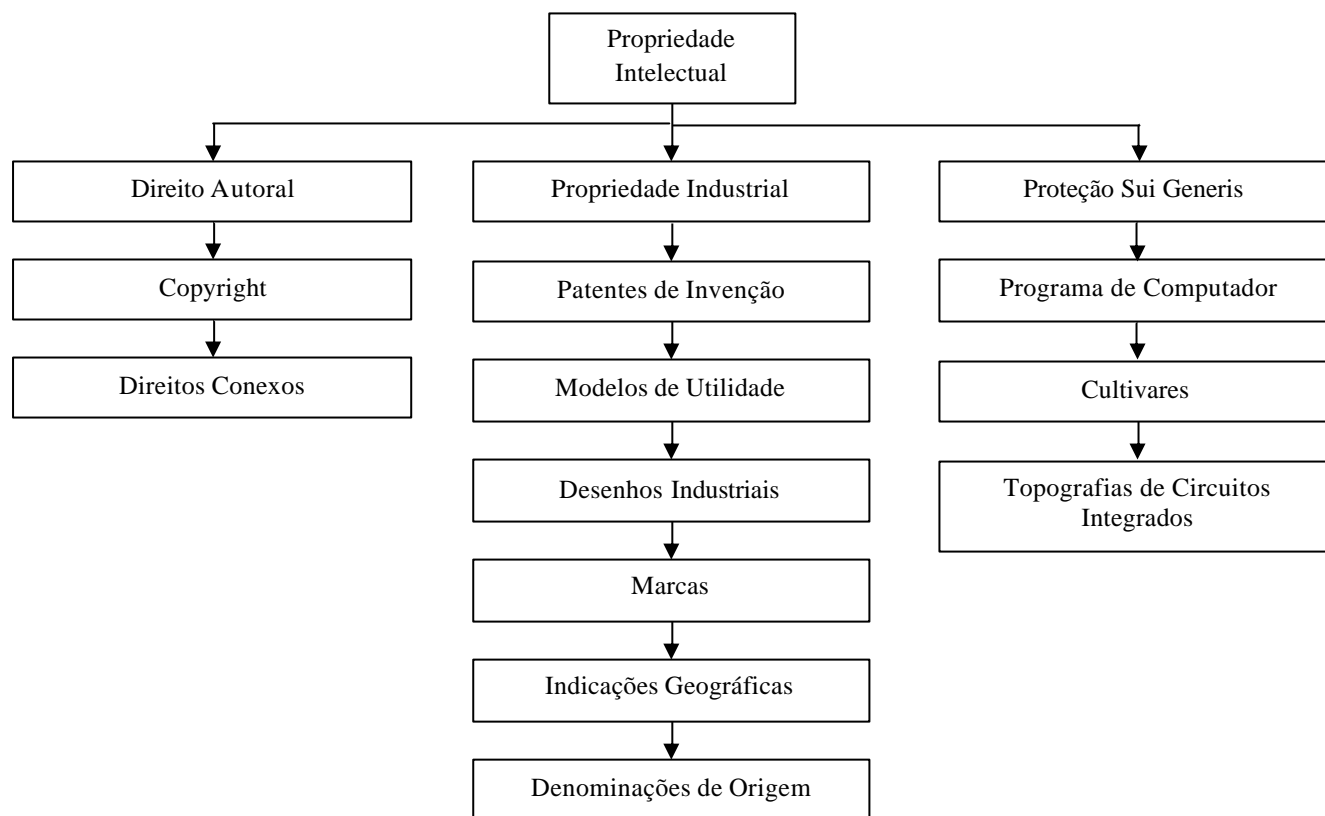 Propriedade
Intelectual
Direito Autoral
Propriedade Industrial
Proteção Sui Generis
Copyright
Patentes de Invenção
Programa de Computador
Direitos Conexos
Modelos de Utilidade
Cultivares
Desenhos Industriais
Topografias de Circuitos
Integrados
Marcas
Indicações Geográficas
Denominações de Origem